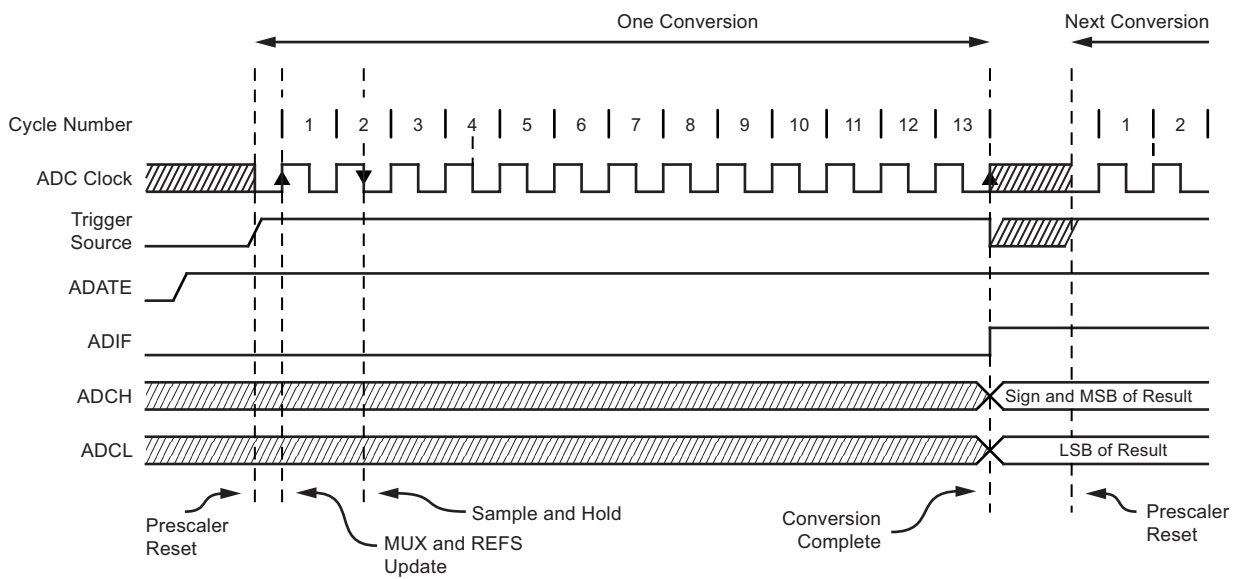 One Conversion
Next Conversion
Cycle Number
1 2 3 4 5 6 7 8 9 10 11 12 13
1 2
ADC Clock
Trigger
Source
ADATE
ADIF
ADCH
Sign and MSB of Result
ADCL
LSB of Result
Prescaler
Reset
MUX and REFS
Update
Sample and Hold
Conversion
Complete
Prescaler
Reset